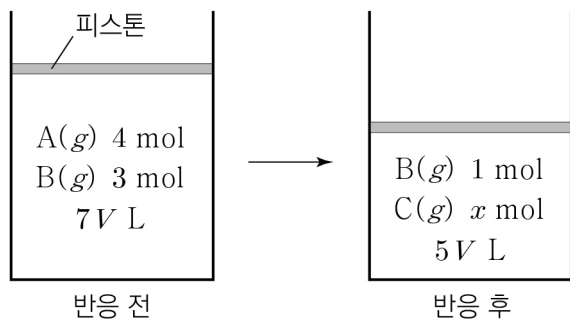 피스톤
A(g) 4 mol
B(g) 3 mol
7V L
반응 전
B(g) 1 mol
C(g) x mol
5V L
반응 후